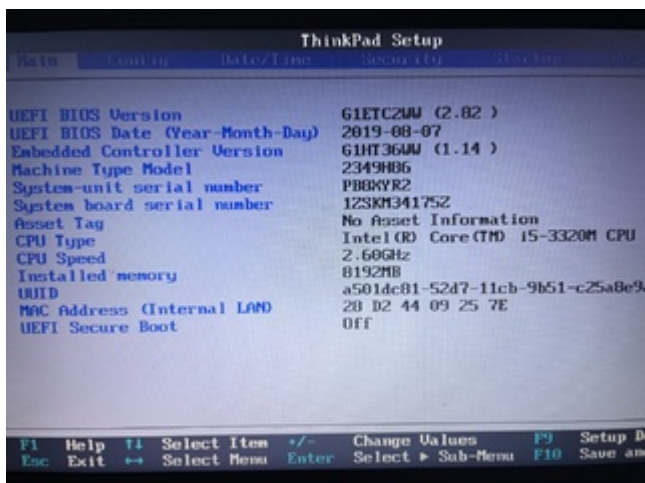 ThinkPad Setup
Main Config Date/Time Security Startup
UEFI BIOS Version G1ETC2WW (2.82 )
UEFI BIOS Date (Year-Month-Day) 2019-08-07
Embedded Controller Version G1HT36WW (1.14 )
Machine Type Model 2349H86
System-unit serial number PBBXYR2
System board serial number 1ZSKM34175Z
Asset Tag No Asset Information
CPU Type Intel(R) Core(TM) i5-3320M CPU
CPU Speed 2.60GHz
Installed memory 8192MB
UUID a501dc81-52d7-11cb-9b51-c25a8e9
MAC Address (Internal LAN) 28 D2 44 09 25 7E
UEFI Secure Boot Off
F1 Help ↑↓ Select Item +/- Change Values F9 Setup D
Esc Exit ↔ Select Menu Enter Select ▶ Sub-Menu F10 Save an